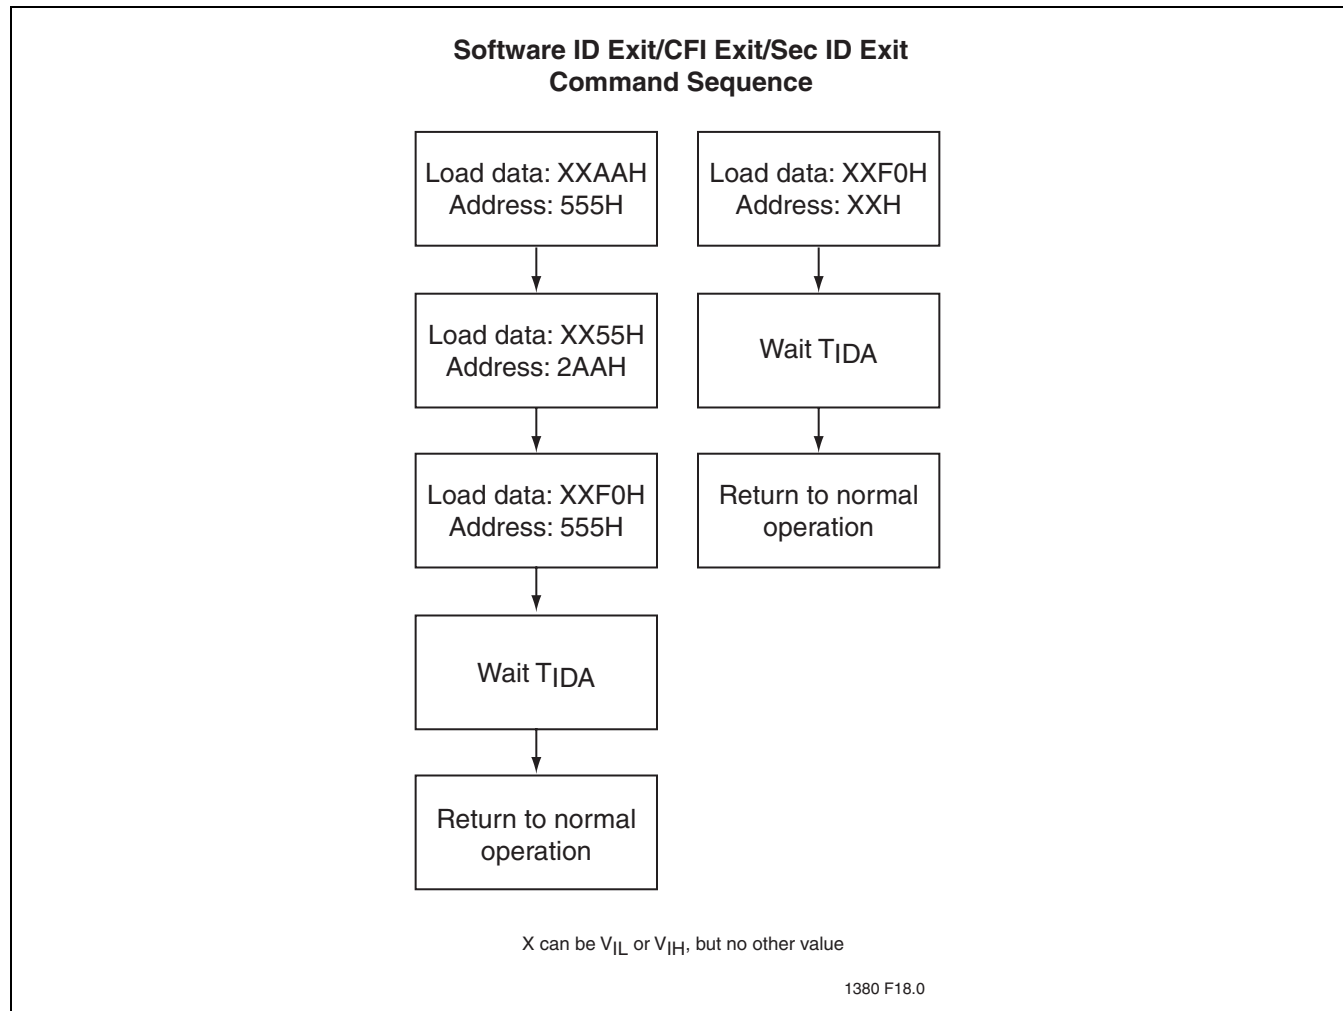 Software ID Exit/CFI Exit/Sec ID Exit
Command Sequence
Load data: XXAAH
Address: 555H
Load data: XX55H
Address: 2AAH
Load data: XXF0H
Address: 555H
Wait TIDA
Return to normal
operation
Load data: XXF0H
Address: XXH
Wait TIDA
Return to normal
operation
X can be VIL or VIH, but no other value
1380 F18.0